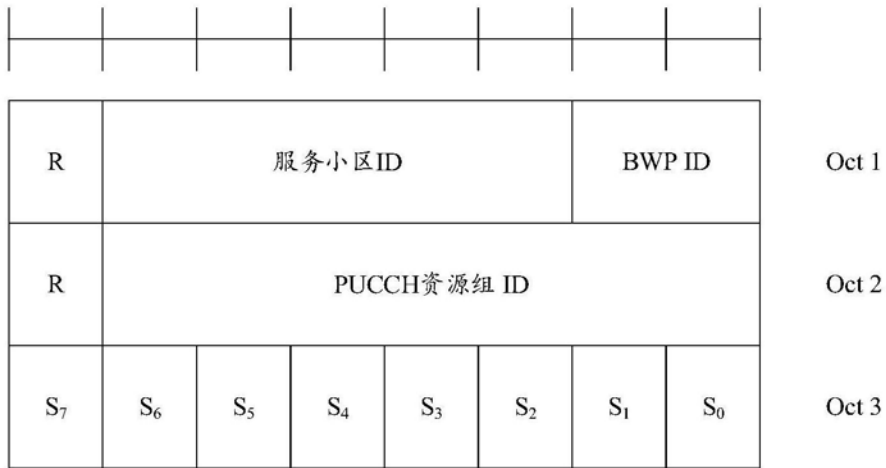 R 服务小区ID BWP ID Oct 1
R PUCCH资源组 ID Oct 2
S₇ S₆ S₅ S₄ S₃ S₂ S₁ S₀ Oct 3